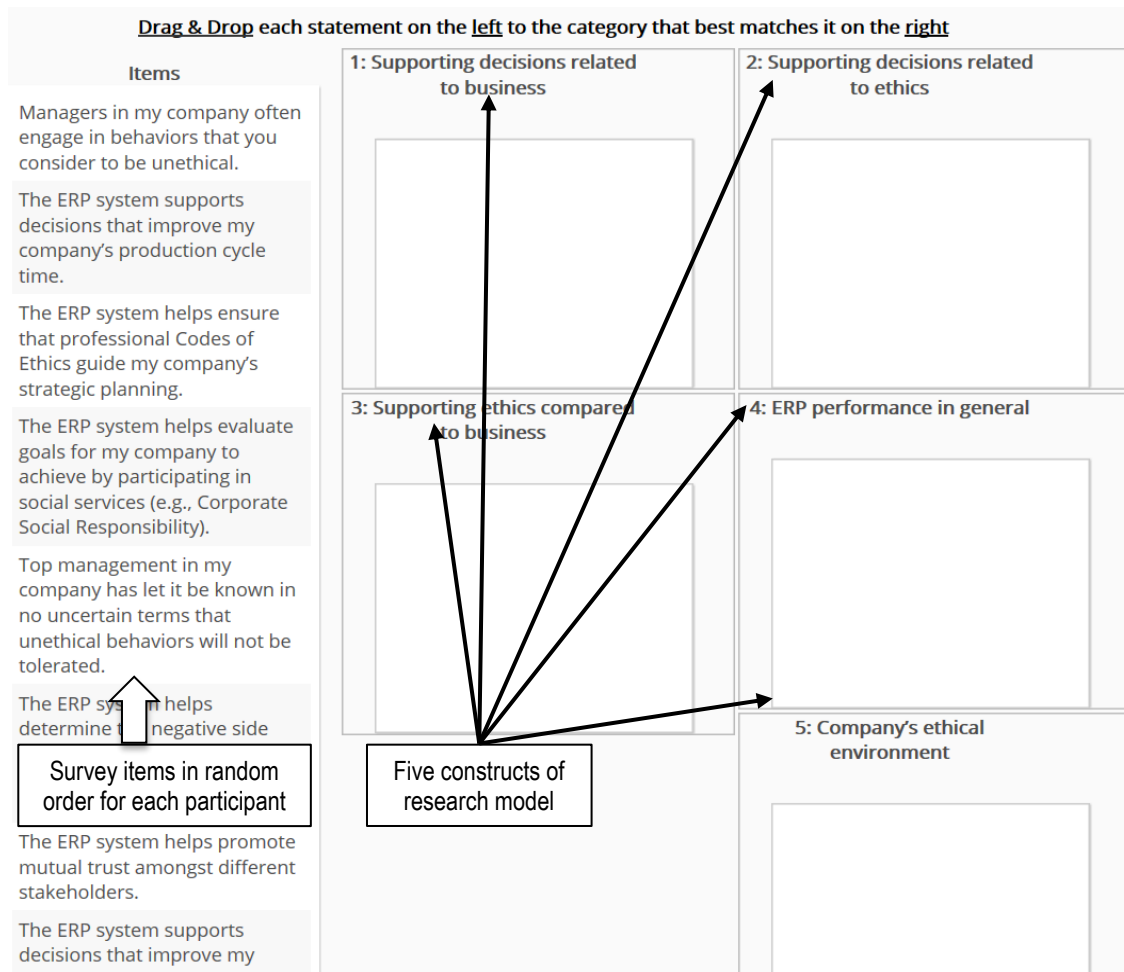 Drag & Drop each statement on the left to the category that best matches it on the right
Items
Managers in my company often
engage in behaviors that you
consider to be unethical.
The ERP system supports
decisions that improve my
company's production cycle
time.
The ERP system helps ensure
that professional Codes of
Ethics guide my company's
strategic planning.
The ERP system helps evaluate
goals for my company to
achieve by participating in
social services (e.g., Corporate
Social Responsibility).
Top management in my
company has let it be known in
no uncertain terms that
unethical behaviors will not be
tolerated.
The ERP system helps
determine negative side
Survey items in random
order for each participant
The ERP system helps promote
mutual trust amongst different
stakeholders.
The ERP system supports
decisions that improve my
1: Supporting decisions related
to business
2: Supporting decisions related
to ethics
3: Supporting ethics compared
to business
4: ERP performance in general
Five constructs of
research model
5: Company's ethical
environment